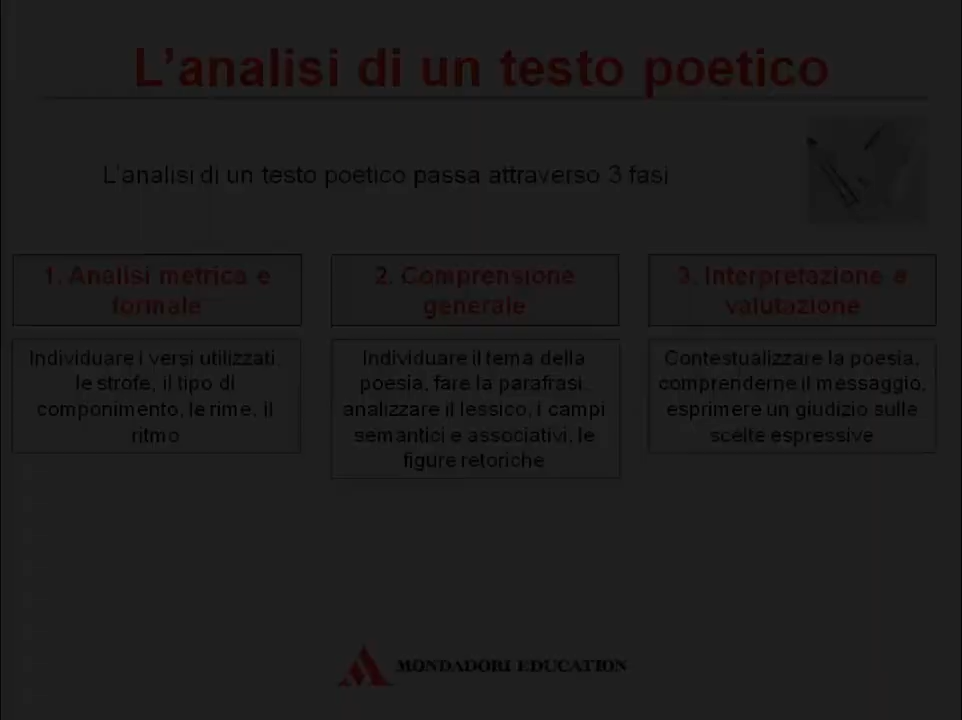 L’analisi di un testo poetico
L’analisi di un testo poetico passa attraverso 3 fasi
1. Analisi metrica e
formale
Individuare i versi utilizzati,
le strofe, il tipo di
componimento, le rime, il
ritmo
2. Comprensione
generale
Individuare il tema della
poesia, fare la parafrasi,
analizzare il lessico, i campi
semantici e associativi, le
figure retoriche
3. Interpretazione e
valutazione
Contestualizzare la poesia,
comprenderne il messaggio,
esprimere un giudizio sulle
scelte espressive
MONDADORI EDUCATION